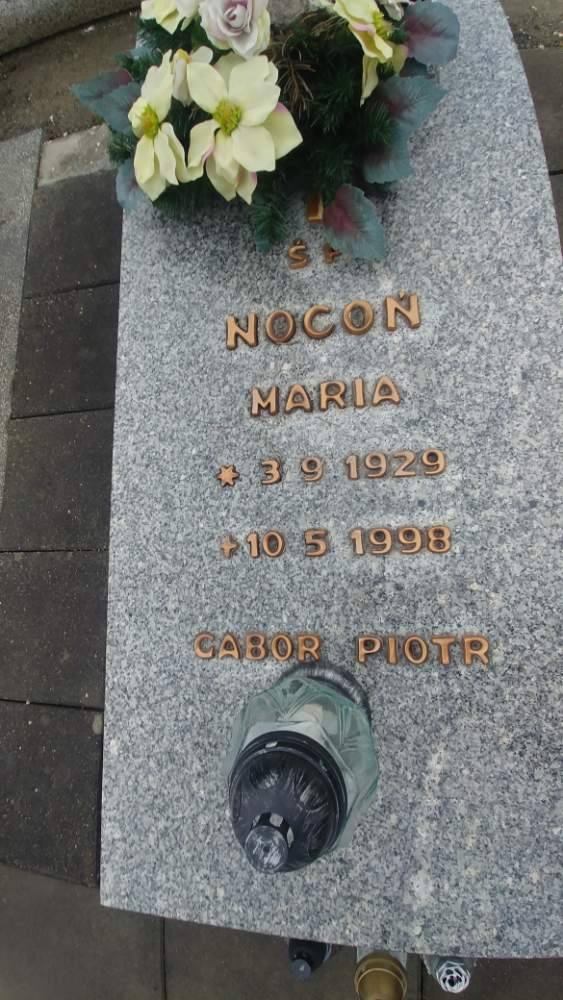 Ś P
NOCOŃ
MARIA
* 3 9 1929
+ 10 5 1998
GABOR PIOTR